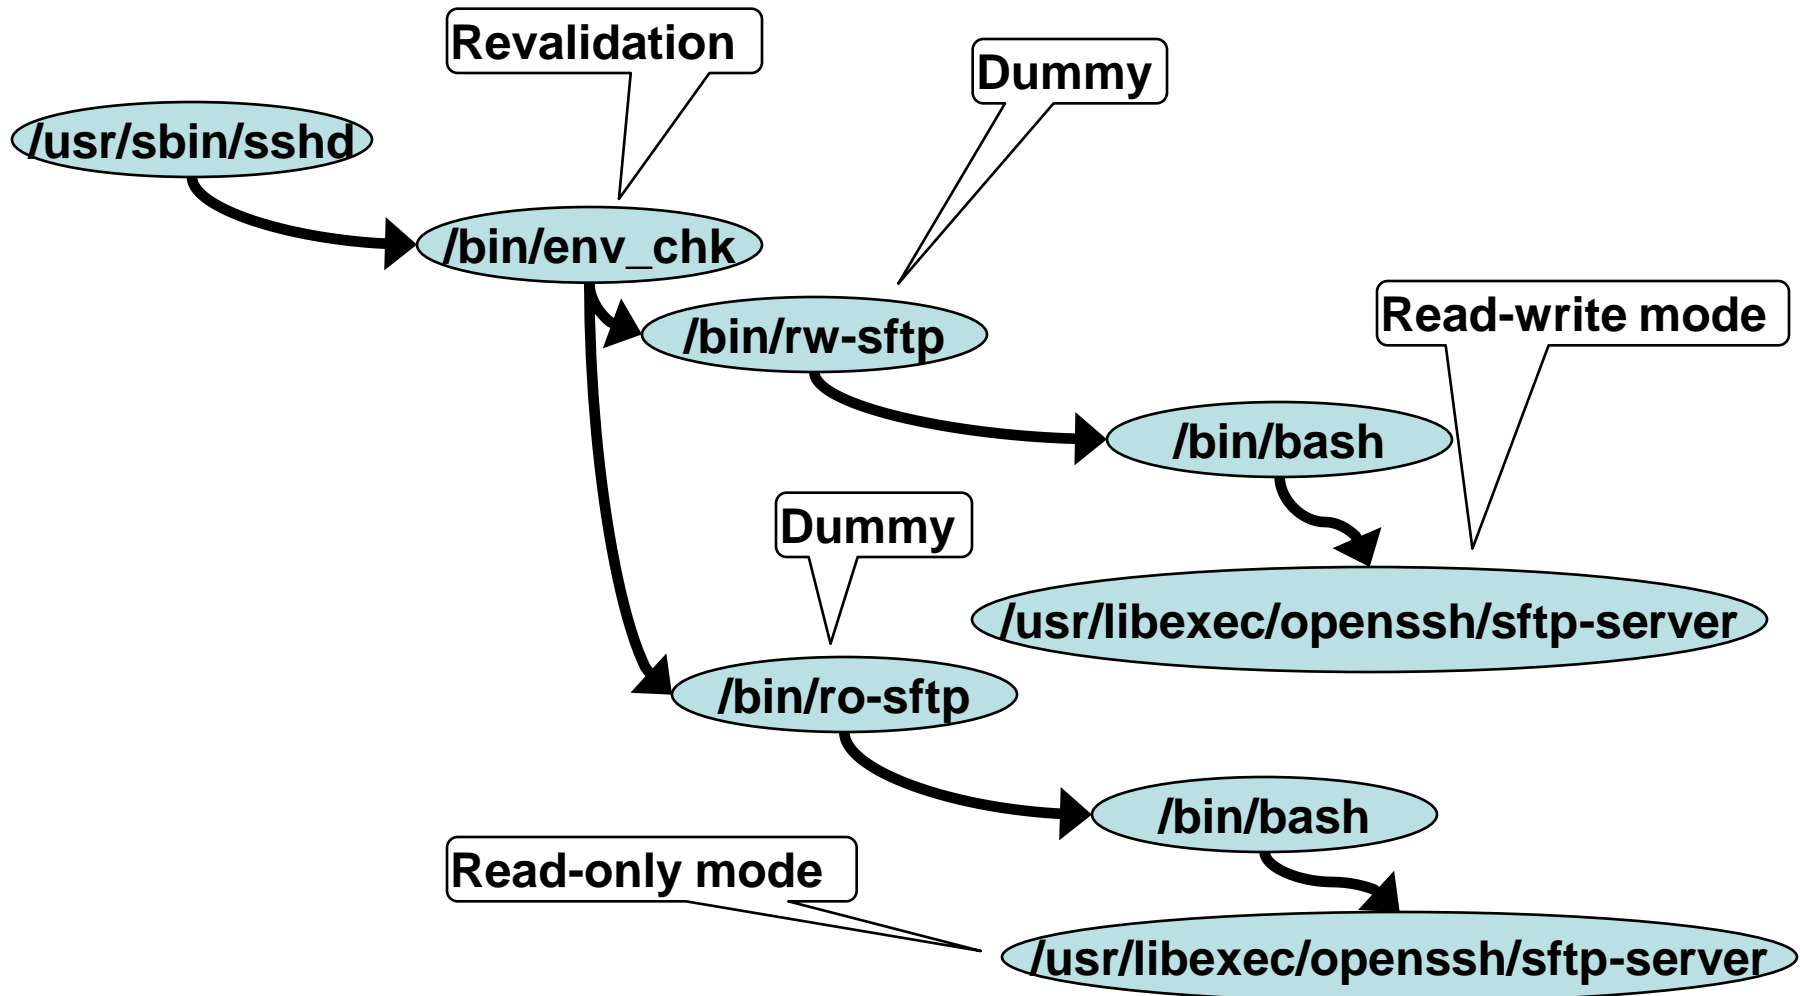 Revalidation
Dummy
/usr/sbin/sshd
/bin/env_chk
/bin/rw-sftp
Read-write mode
/bin/bash
Dummy
/usr/libexec/openssh/sftp-server
/bin/ro-sftp
/bin/bash
Read-only mode
/usr/libexec/openssh/sftp-server